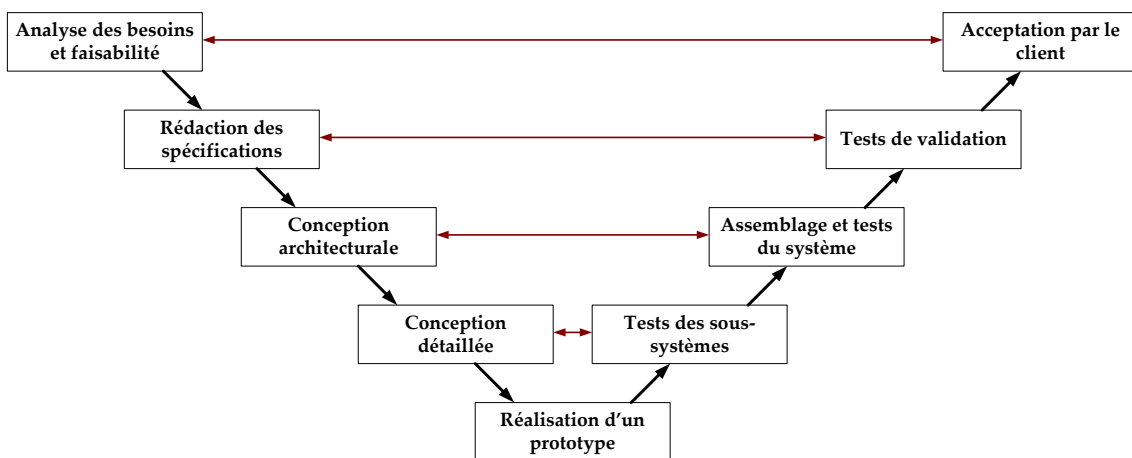 Analyse des besoins
et faisabilité
Acceptation par le
client
Rédaction des
spécifications
Tests de validation
Conception
architecturale
Assemblage et tests
du système
Conception
détaillée
Tests des sous-
systèmes
Réalisation d'un
prototype